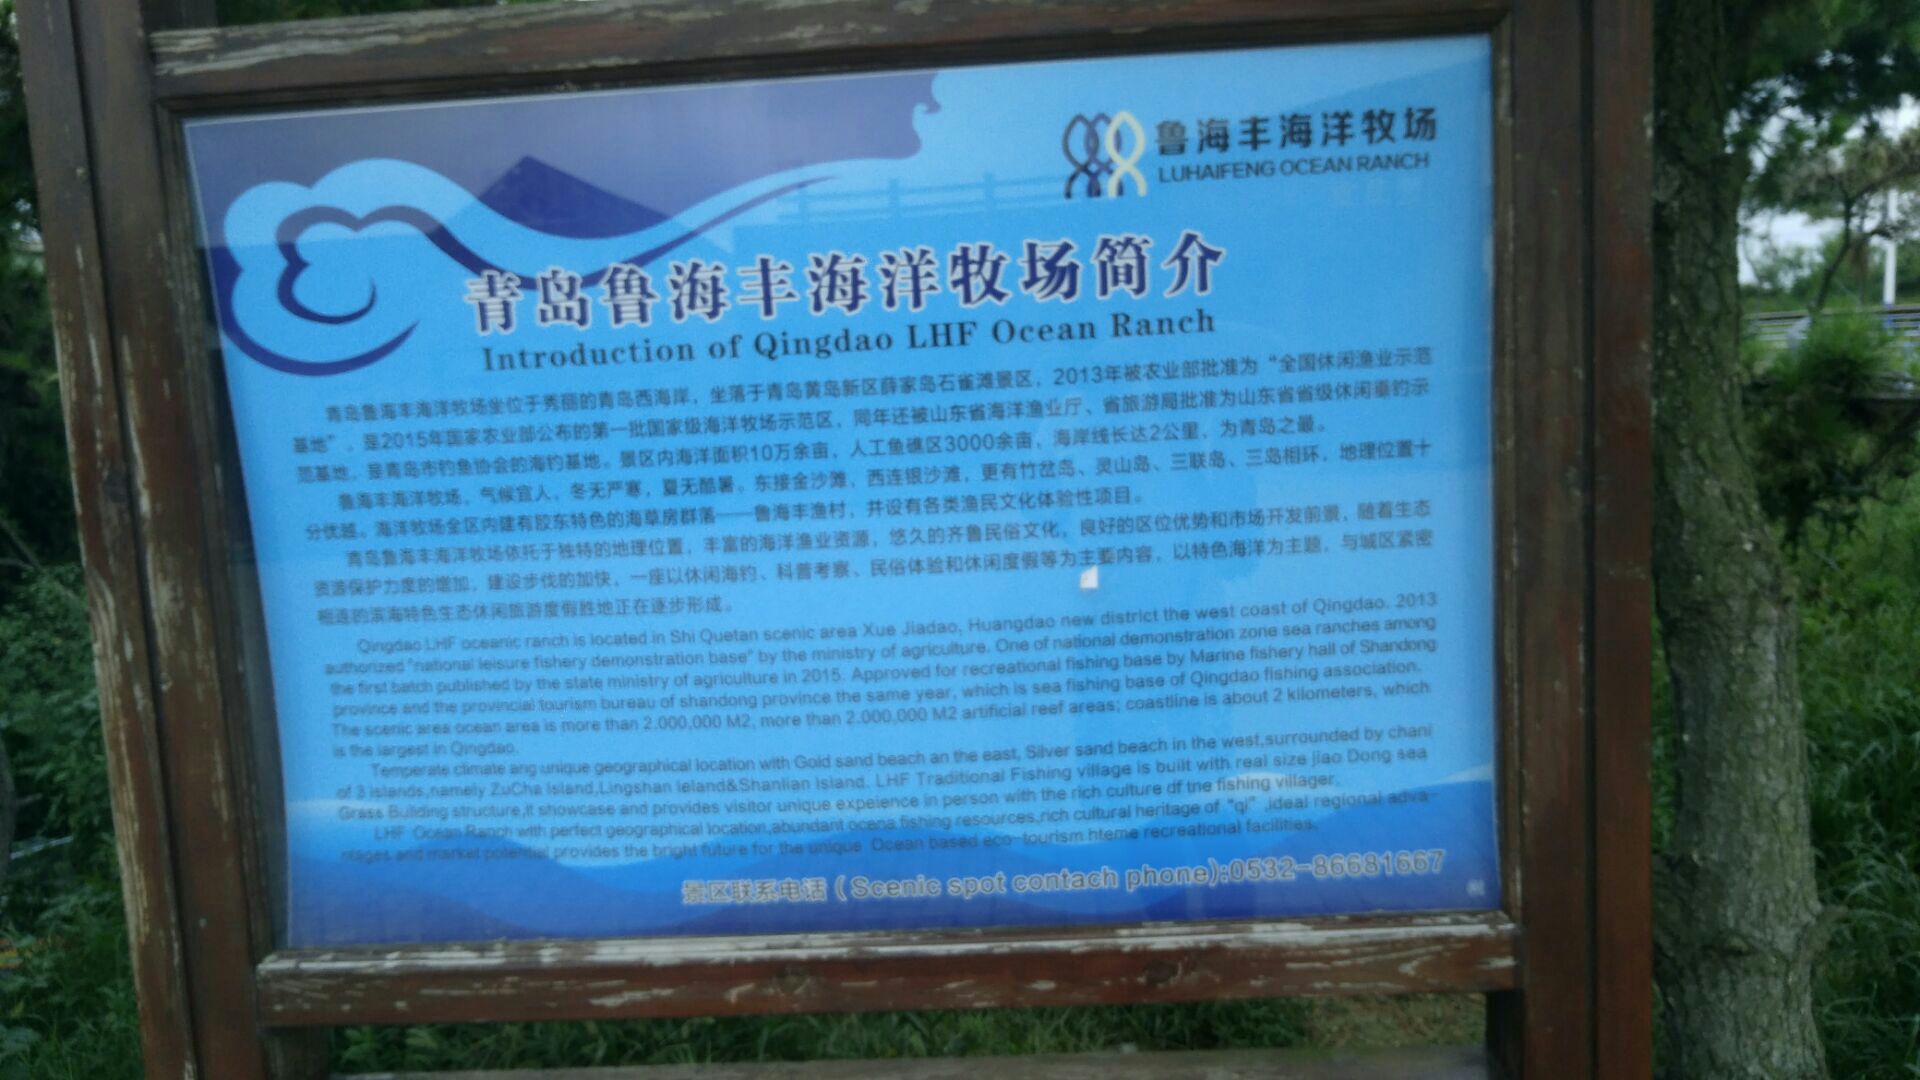 鲁海丰海洋牧场
LUHAIFENG OCEAN RANCH
青岛鲁海丰海洋牧场简介
Introduction of Qingdao LHF Ocean Ranch
青岛鲁海丰海洋牧场坐位于秀丽的青岛西海岸，坐落于青岛黄岛新区薛家岛石雀滩景区，2013年被农业部批准为“全国休闲渔业示范
基地”。是2015年国家农业部公布的第一批国家级海洋牧场示范区，同年还被山东省海洋渔业厅、省旅游局批准为山东省省级休闲垂钓示
范基地，是青岛市钓鱼协会的海钓基地。景区内海洋面积10万余亩，人工鱼礁区3000余亩，海岸线长达2公里，为青岛之最。
鲁海丰海洋牧场，气候宜人，冬无严寒，夏无酷暑。东接金沙滩，西连银沙滩，更有竹岔岛、灵山岛、三联岛、三岛相环，地理位置十
分优越。海洋牧场全区内建有胶东特色的海草房群落——鲁海丰渔村，并设有各类渔民文化体验性项目。
青岛鲁海丰海洋牧场依托于独特的地理位置，丰富的海洋渔业资源，悠久的齐鲁民俗文化，良好的区位优势和市场开发前景，随着生态
资源保护力度的增加，建设步伐的加快，一座以休闲海钓、科普考察、民俗体验和休闲度假等为主要内容，以特色海洋为主题，与城区紧密
相连的滨海特色生态休闲旅游度假胜地正在逐步形成。
Qingdao LHF oceanic ranch is located in Shi Quetan scenic area Xue Jiadao, Huangdao new district the west coast of Qingdao. 2013
authorized "national leisure fishery demonstration base" by the ministry of agriculture. One of national demonstration zone sea ranches among
the first batch published by the state ministry of agriculture in 2015. Approved for recreational fishing base by Marine fishery hall of Shandong
province and the provincial tourism bureau of shandong province the same year, which is sea fishing base of Qingdao fishing association.
The scenic area ocean area is more than 2.000,000 M2, more than 2.000,000 M2 artificial reef areas; coastline is about 2 kilometers, which
is the largest in Qingdao.
Temperate climate ang unique geographical location with Gold sand beach an the east, Silver sand beach in the west,surrounded by chani
of 3 islands,namely ZuCha Island,Lingshan Ieland&Shanlian Island. LHF Traditional Fishing village is built with real size jiao Dong sea
Grass Building structure,it showcase and provides visitor unique expeience in person with the rich culture df tne fishing villager.
LHF Ocean Ranch with perfect geographical location,abundant ocena fishing resources,rich cultural heritage of "qi" ,ideal regional adva-
ntages and market potential provides the bright future for the unique Ocean based eco-tourism hteme recreational facilities.
景区联系电话（Scenic spot contach phone):0532-86681667